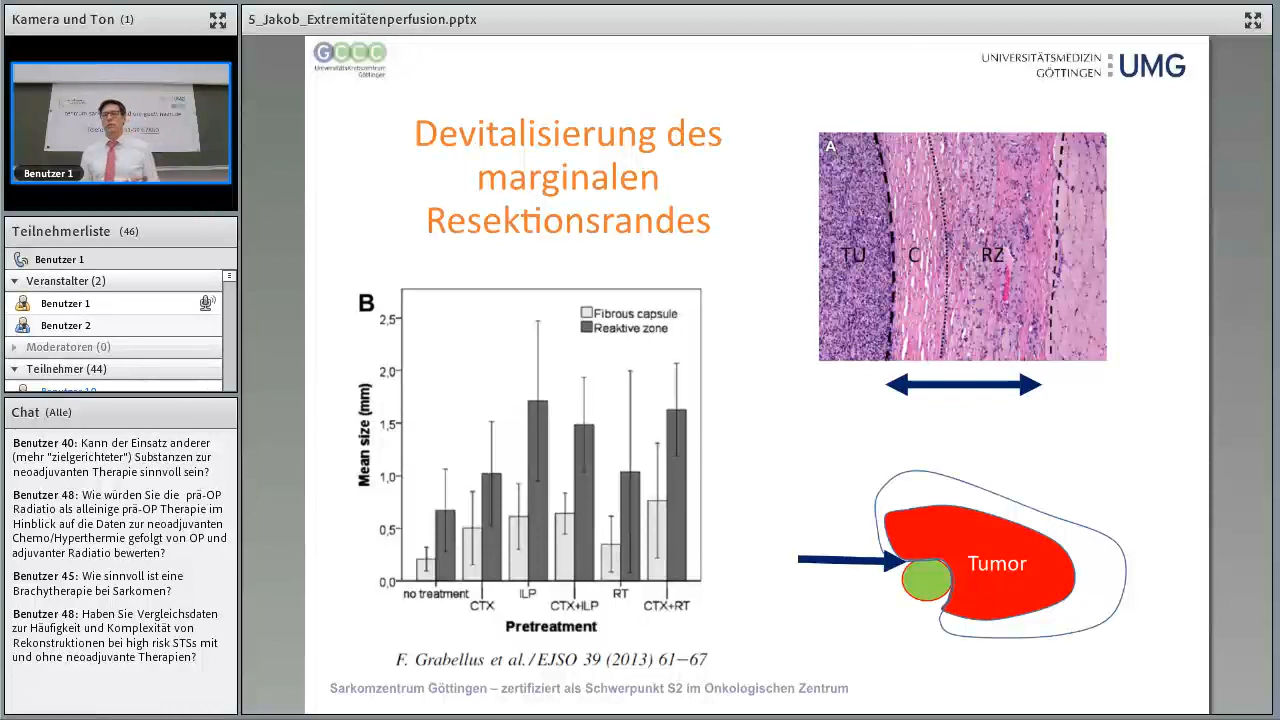 Kamera und Ton (1)
5_Jakob_Extremitätenperfusion.pptx
Benutzer 1
Teilnehmerliste (46)
Benutzer 1
Veranstalter (2)
Benutzer 1
Benutzer 2
Moderatoren (0)
Teilnehmer (44)
Chat (Alle)
Benutzer 40: Kann der Einsatz anderer
(mehr "zielgerichteter") Substanzen zur
neoadjuvanten Therapie sinnvoll sein?
Benutzer 48: Wie würden Sie die prä-OP
Radiatio als alleinige prä-OP Therapie im
Hinblick auf die Daten zur neoadjuvanten
Chemo/Hyperthermie gefolgt von OP und
adjuvanter Radiatio bewerten?
Benutzer 45: Wie sinnvoll ist eine
Brachytherapie bei Sarkomen?
Benutzer 48: Haben Sie Vergleichsdaten
zur Häufigkeit und Komplexität von
Rekonstruktionen bei high risk STSs mit
und ohne neoadjuvante Therapien?
GCCC
UniversitätsKrebszentrum
Göttingen
UNIVERSITÄTSMEDIZIN
GÖTTINGEN
UMG
Devitalisierung des
marginalen
Resektionsrandes
A
TU C RZ
B
Fibrous capsule
Reaktive zone
Mean size (mm)
2,5
2,0
1,5
1,0
0,5
0,0
no treatment
CTX
ILP
CTX+ILP
RT
CTX+RT
Pretreatment
Tumor
F. Grabellus et al. / EJSO 39 (2013) 61–67
Sarkomzentrum Göttingen – zertifiziert als Schwerpunkt S2 im Onkologischen Zentrum